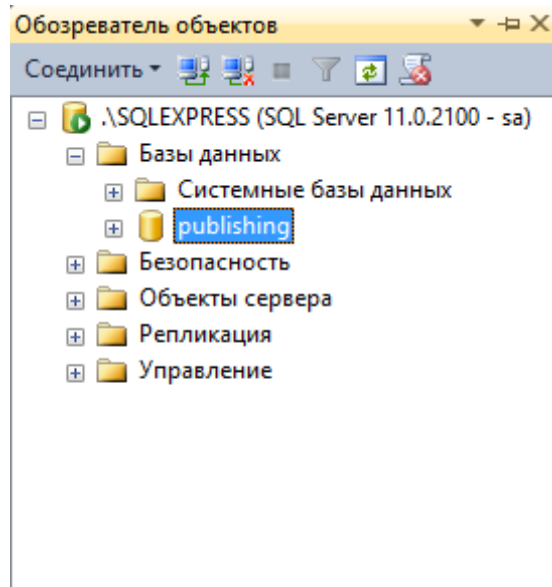 Обозреватель объектов
Соединить
.\SQLEXPRESS (SQL Server 11.0.2100 - sa)
Базы данных
Системные базы данных
publishing
Безопасность
Объекты сервера
Репликация
Управление